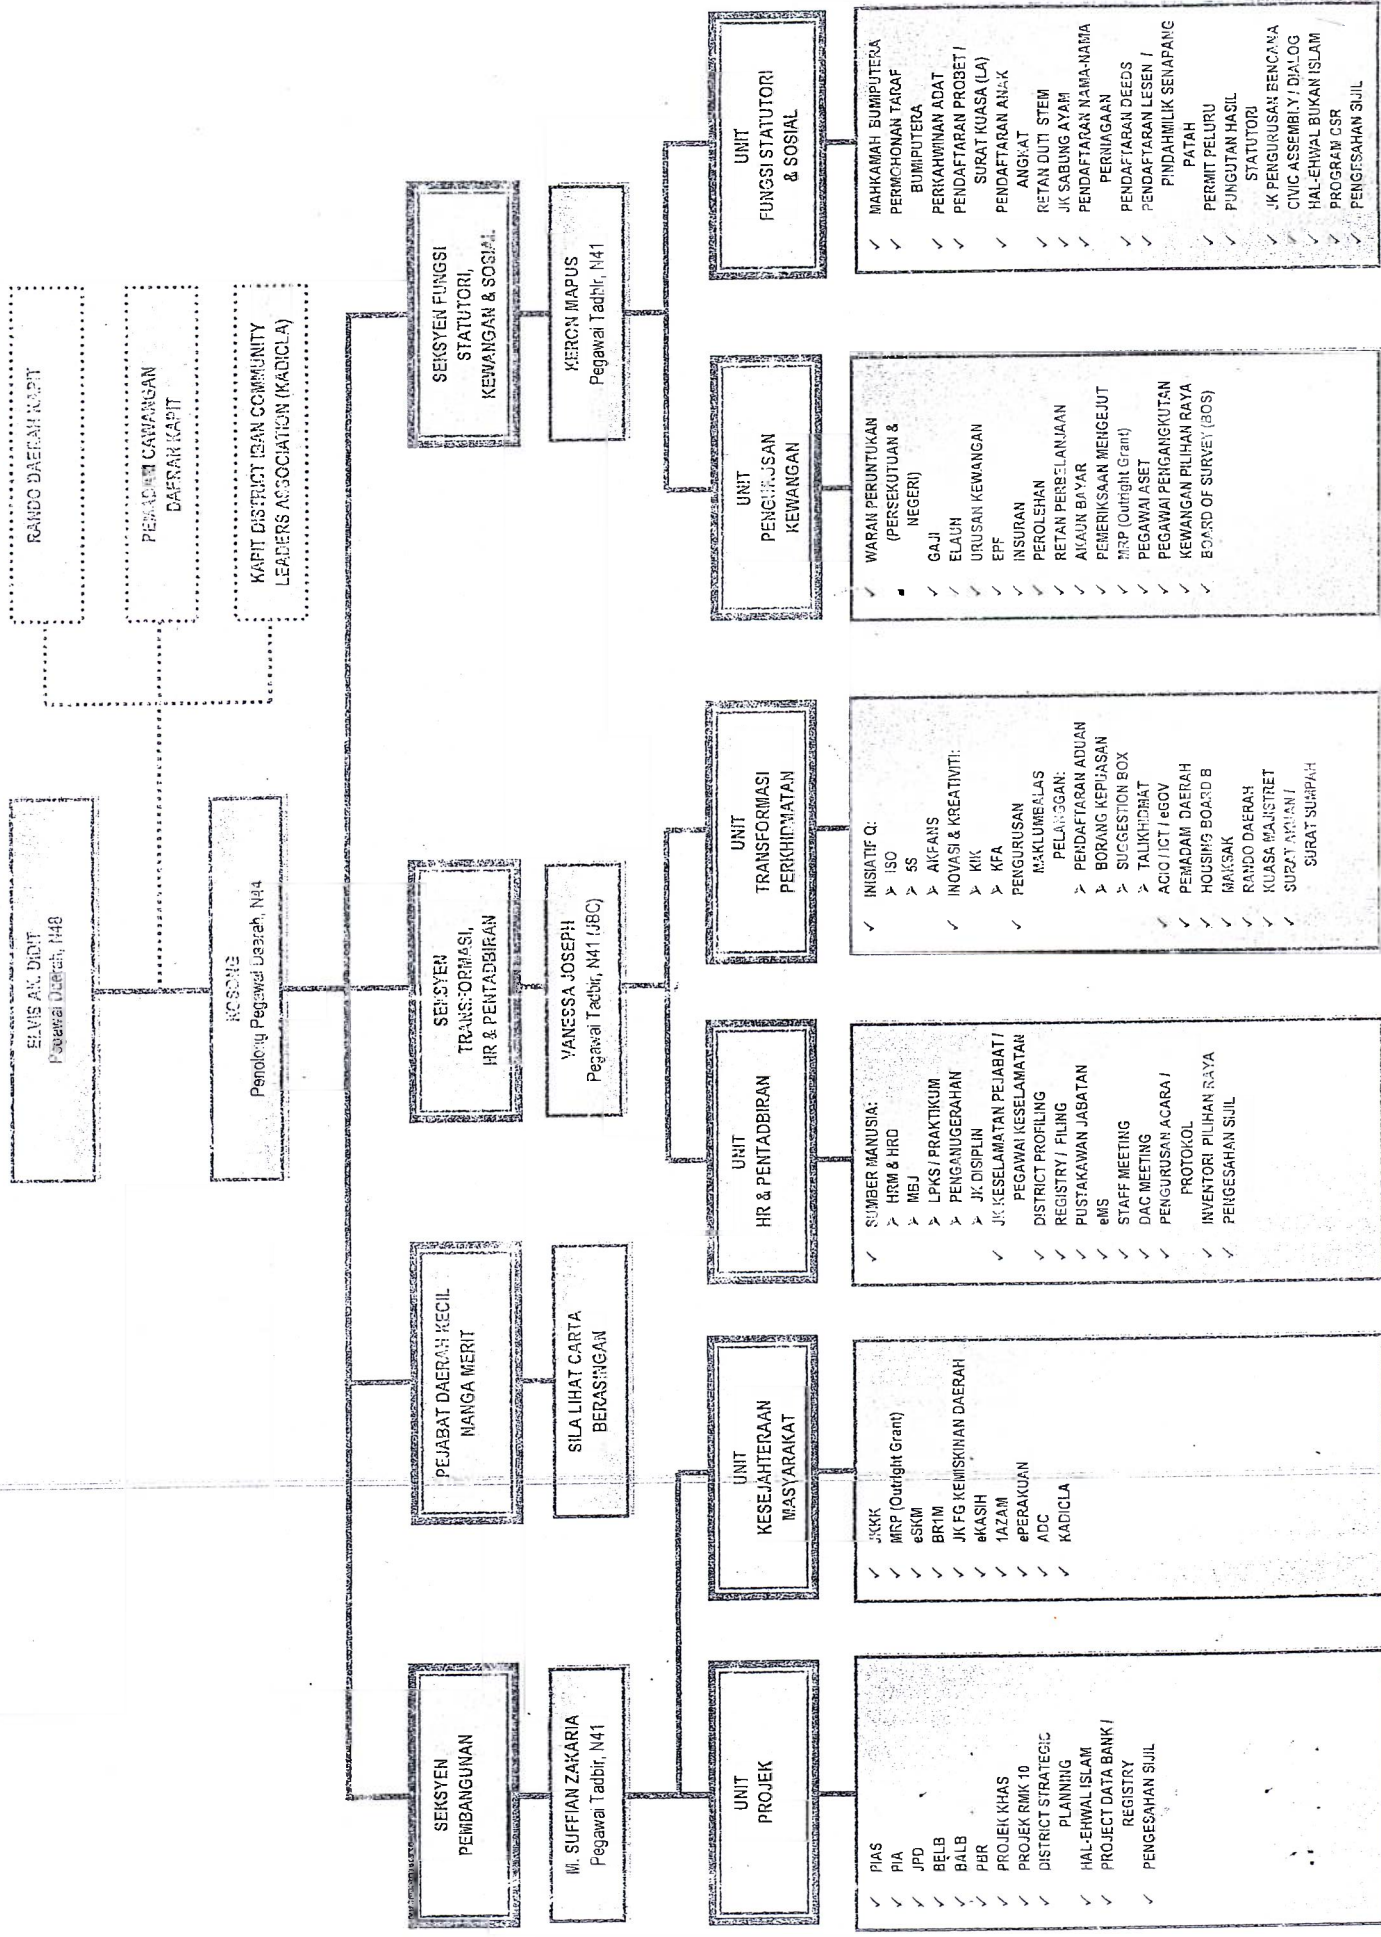 ELVIS AK. DIDIT
Pegawai Daerah, N48
KOSONG
Penolong Pegawai Daerah, N44
RANDO DAERAH KAPIT
PEMADAM CAWANGAN
DAERAH KAPIT
KAPIT DISTRICT IBAN COMMUNITY
LEADERS ASSOCIATION (KADICLA)
SEKSYEN
PEMBANGUNAN
M. SUFFIAN ZAKARIA
Pegawai Tadbir, N41
PEJABAT DAERAH KECIL
NANGA MERIT
SILA LIHAT CARTA
BERASINGAN
SEKSYEN
TRANSFORMASI,
HR & PENTADBIRAN
VANESSA JOSEPH
Pegawai Tadbir, N41 (JBC)
SEKSYEN FUNGSI
STATUTORI,
KEWANGAN & SOSIAL
KERON MAPUS
Pegawai Tadbir, N41
UNIT
PROJEK
✓ PIAS
✓ PIA
✓ JPD
✓ BELB
✓ BALB
✓ PBR
✓ PROJEK KHAS
✓ PROJEK RMK 10
✓ DISTRICT STRATEGIC
PLANNING
✓ HAL-EHWAL ISLAM
✓ PROJECT DATA BANK /
REGISTRY
✓ PENGESAHAN SIJIL
UNIT
KESEJAHTERAAN
MASYARAKAT
✓ JKKK
✓ MRP (Outright Grant)
✓ eSKM
✓ BR1M
✓ JK FG KEMISKINAN DAERAH
✓ eKASIH
✓ 1AZAM
✓ ePERAKUAN
✓ ADC
✓ KADICLA
UNIT
HR & PENTADBIRAN
✓ SUMBER MANUSIA:
➢ HRM & HRD
➢ MBJ
➢ LPKS / PRAKTIKUM
➢ PENGANUGERAHAN
➢ JK DISIPLIN
✓ JK KESELAMATAN PEJABAT /
PEGAWAI KESELAMATAN
✓ DISTRICT PROFILING
✓ REGISTRY / FILING
✓ PUSTAKAWAN JABATAN
✓ eMS
✓ STAFF MEETING
✓ DAC MEETING
✓ PENGURUSAN ACARA /
PROTOKOL
✓ INVENTORI PILIHAN RAYA
✓ PENGESAHAN SIJIL
UNIT
TRANSFORMASI
PERKHIDMATAN
✓ INISIATIF Q:
➢ ISO
➢ 5S
➢ AKFANS
✓ INOVASI & KREATIVITI:
➢ KIK
➢ KFA
✓ PENGURUSAN
MAKLUMBALAS
PELANGGAN:
➢ PENDAFTARAN ADUAN
➢ BORANG KEPUASAN
➢ SUGGESTION BOX
➢ TALIKHIDMAT
✓ ACIO / ICT / eGOV
✓ PEMADAM DAERAH
✓ HOUSING BOARD B
✓ MAKSAK
✓ RANDO DAERAH
✓ KUASA MAJISTRET
✓ SURAT AKUAN /
SURAT SUMPAH
UNIT
PENGURUSAN
KEWANGAN
✓ WARAN PERUNTUKAN
(PERSEKUTUAN &
NEGERI)
✓ GAJI
✓ ELAUN
✓ URUSAN KEWANGAN
✓ EPF
✓ INSURAN
✓ PEROLEHAN
✓ RETAN PERBELANJAAN
✓ AKAUN BAYAR
✓ PEMERIKSAAN MENGEJUT
✓ MRP (Outright Grant)
✓ PEGAWAI ASET
✓ PEGAWAI PENGANGKUTAN
✓ KEWANGAN PILIHAN RAYA
✓ BOARD OF SURVEY (BOS)
UNIT
FUNGSI STATUTORI
& SOSIAL
✓ MAHKAMAH BUMIPUTERA
✓ PERMOHONAN TARAF
BUMIPUTERA
✓ PERKAHWINAN ADAT
✓ PENDAFTARAN PROBET /
SURAT KUASA (LA)
✓ PENDAFTARAN ANAK
ANGKAT
✓ RETAN DUTI STEM
✓ JK SABUNG AYAM
✓ PENDAFTARAN NAMA-NAMA
PERNIAGAAN
✓ PENDAFTARAN DEEDS
✓ PENDAFTARAN LESEN /
PINDAHMILIK SENAPANG
PATAH
✓ PERMIT PELURU
✓ PUNGUTAN HASIL
STATUTORI
✓ JK PENGURUSAN BENCANA
✓ CIVIC ASSEMBLY / DIALOG
✓ HAL-EHWAL BUKAN ISLAM
✓ PROGRAM CSR
✓ PENGESAHAN SIJIL